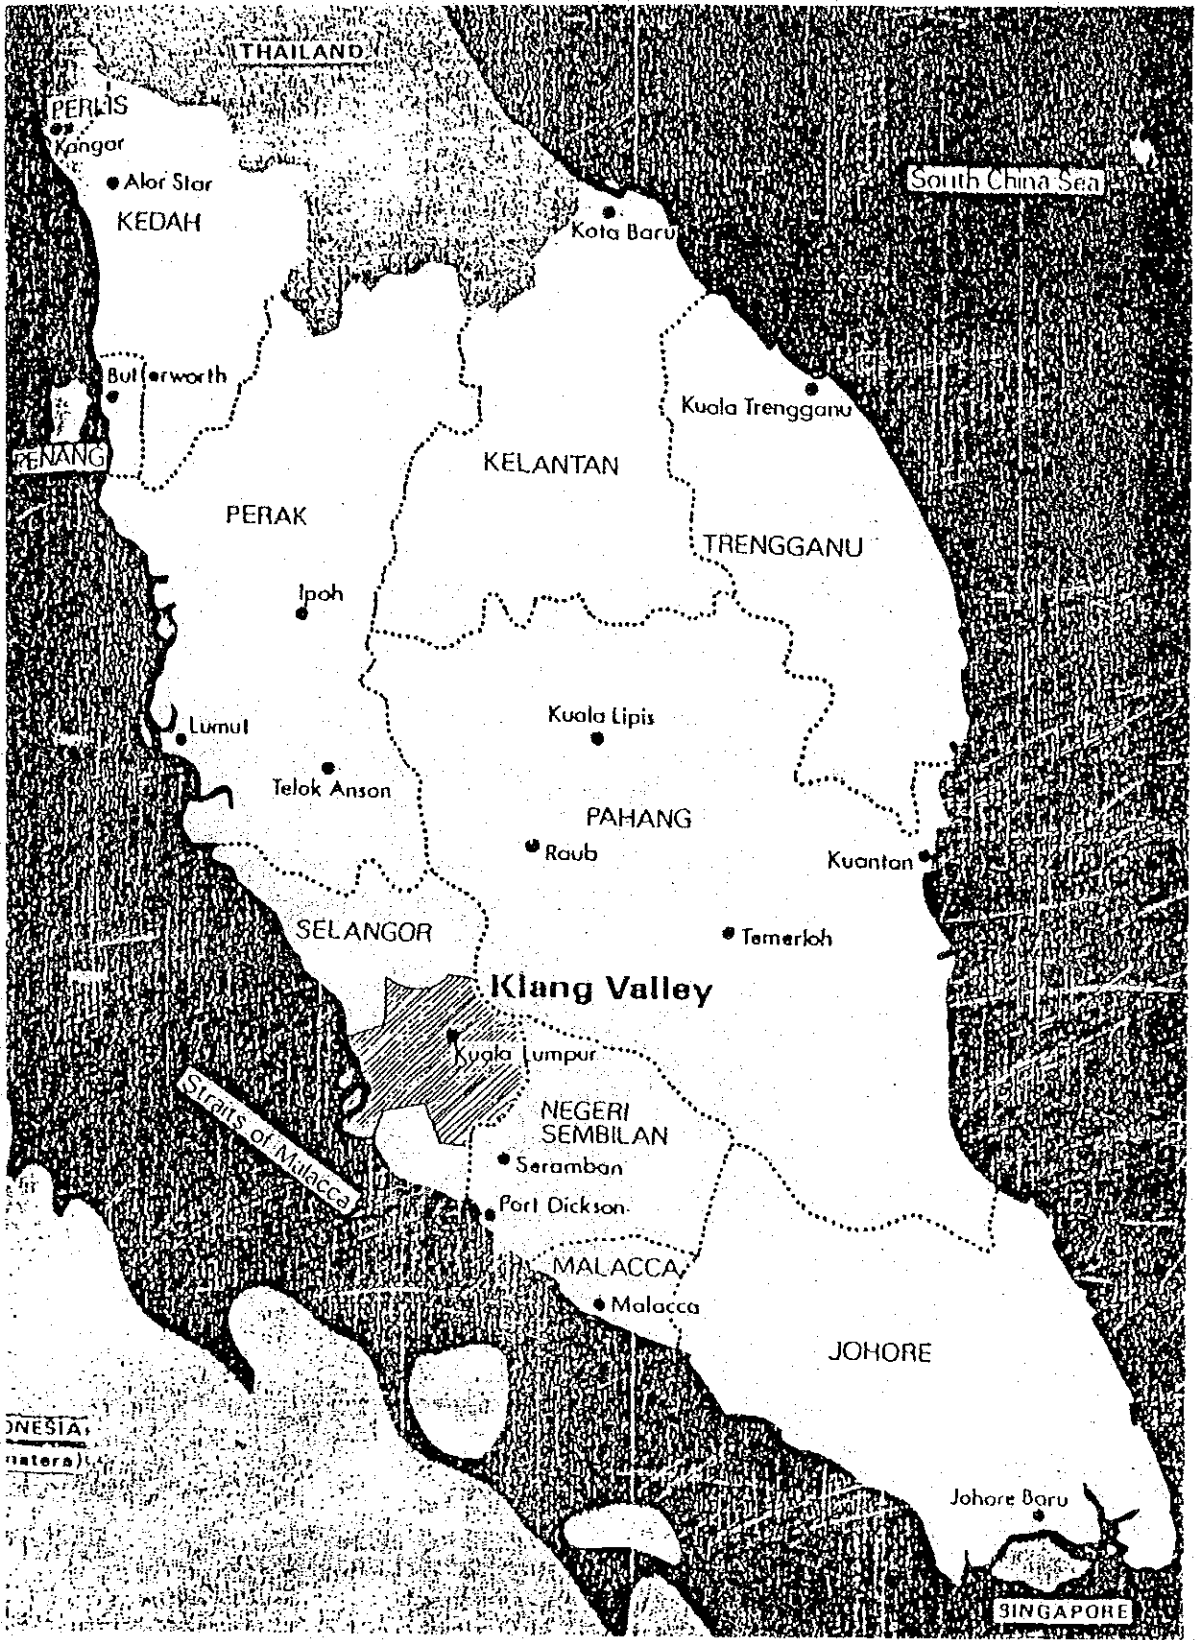 THAILAND
PERLIS
Kangar
Alor Star
KEDAH
South China Sea
Kota Baru
Butterworth
Kuala Trengganu
PENANG
KELANTAN
PERAK
TRENGGANU
Ipoh
Kuala Lipis
Lumut
Telok Anson
PAHANG
Raub
Kuantan
SELANGOR
Temerloh
Klang Valley
Kuala Lumpur
Straits of Malacca
NEGERI
SEMBILAN
Seramban
Port Dickson
MALACCA
Malacca
JOHORE
ONESIA
matera)
Johore Baru
SINGAPORE